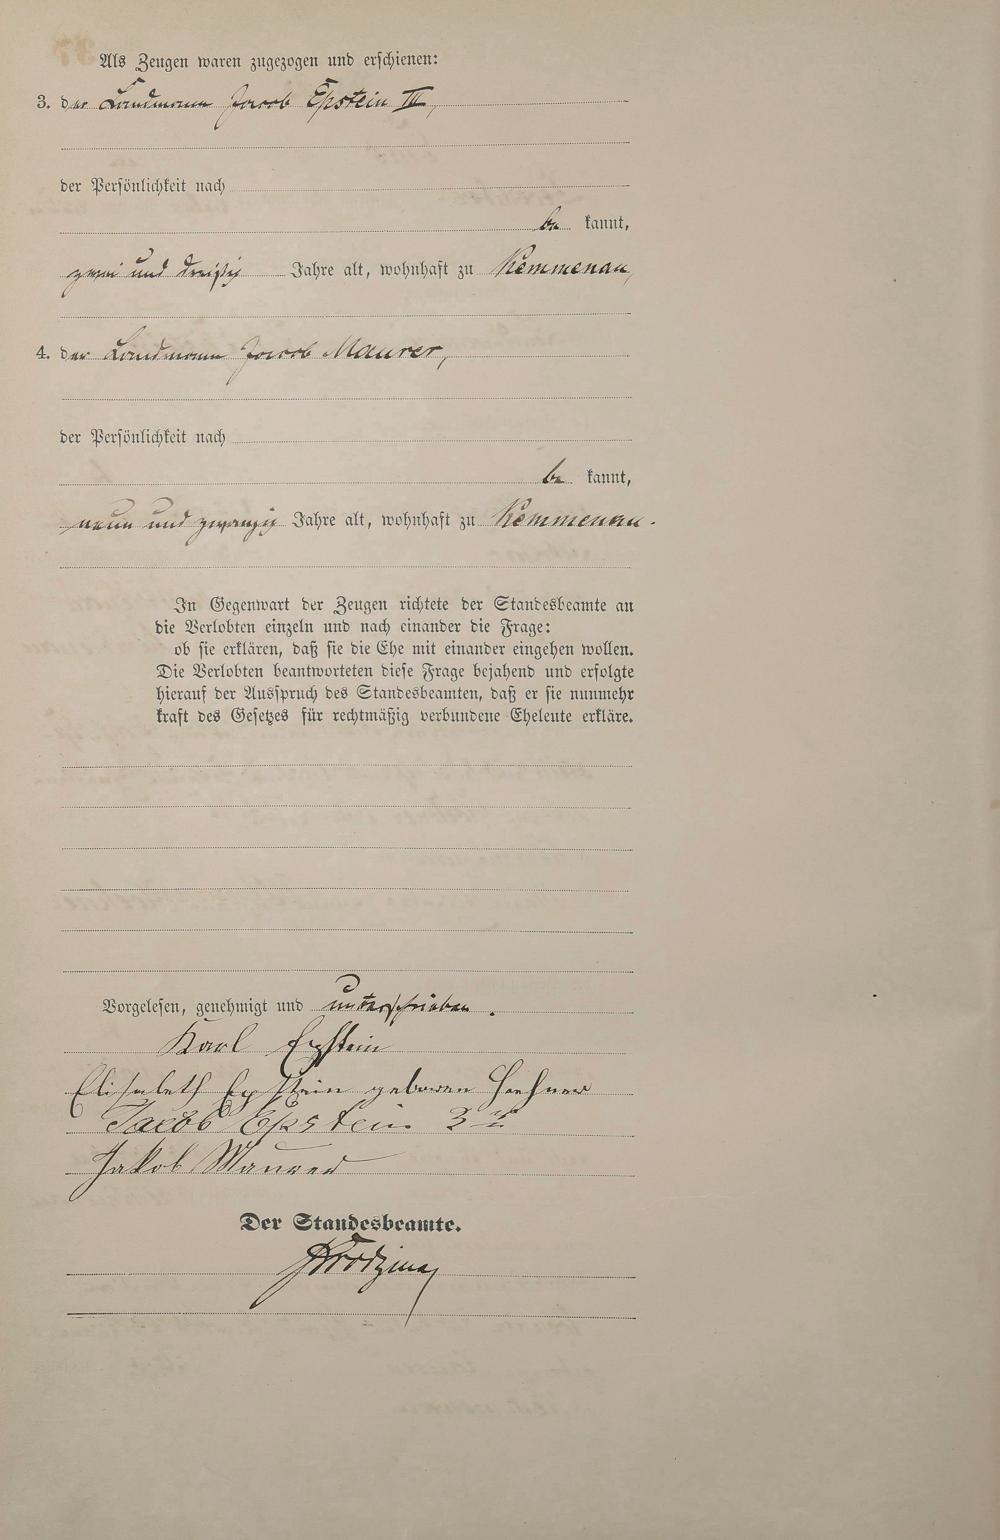 Als Zeugen waren zugezogen und erschienen:
3. der Landmann Jacob Epstein III,
der Persönlichkeit nach
be kannt,
zwei und dreißig Jahre alt, wohnhaft zu Kemmenau,
4. der Landmann Jacob Maurer,
der Persönlichkeit nach
be kannt,
neun und zwanzig Jahre alt, wohnhaft zu Kemmenau.
In Gegenwart der Zeugen richtete der Standesbeamte an
die Verlobten einzeln und nach einander die Frage:
ob sie erklären, daß sie die Ehe mit einander eingehen wollen.
Die Verlobten beantworteten diese Frage bejahend und erfolgte
hierauf der Ausspruch des Standesbeamten, daß er sie nunmehr
kraft des Gesetzes für rechtmäßig verbundene Eheleute erkläre.
Vorgelesen, genehmigt und unterschrieben.
Karl Epstein
Elisabeth Epstein geboren
Jacob Epstein 3
Jakob Maurer
Der Standesbeamte.